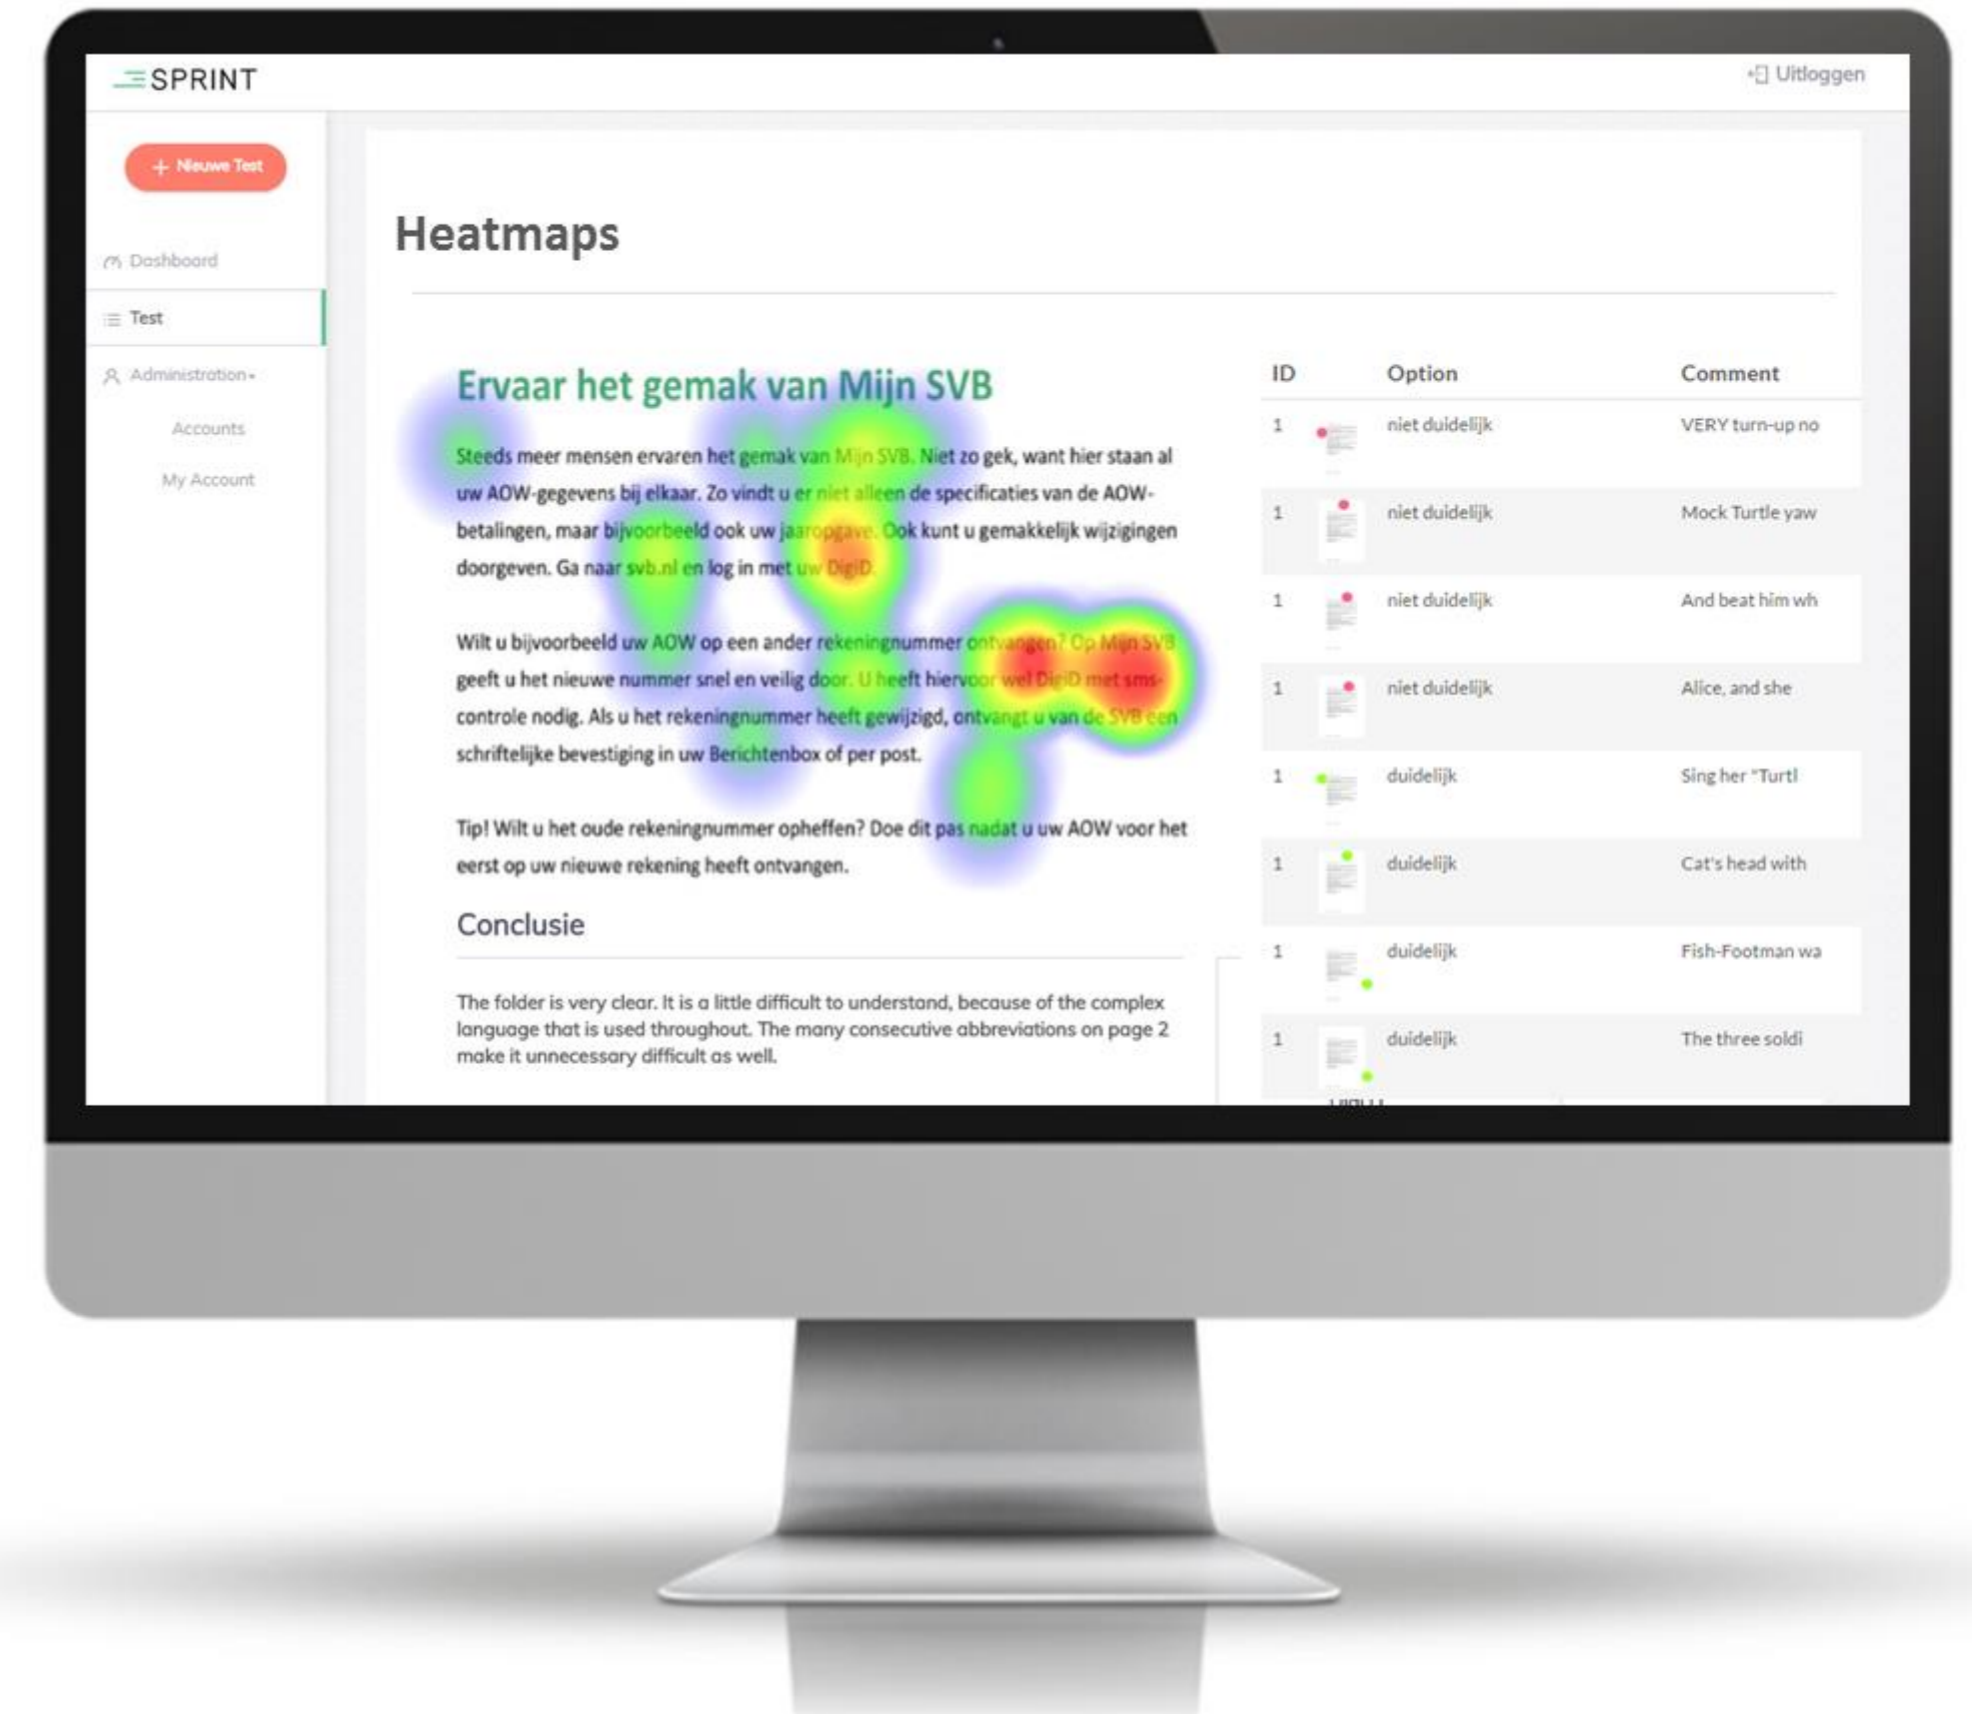 SPRINT
Uitloggen
+ Nieuwe Test
Dashboard
Test
Administration
Accounts
My Account
Heatmaps
Ervaar het gemak van Mijn SVB
Steeds meer mensen ervaren het gemak van Mijn SVB. Niet zo gek, want hier staan al
uw AOW-gegevens bij elkaar. Zo vindt u er niet alleen de specificaties van de AOW-
betalingen, maar bijvoorbeeld ook uw jaaropgave. Ook kunt u gemakkelijk wijzigingen
doorgeven. Ga naar svb.nl en log in met uw DigiD.
Wilt u bijvoorbeeld uw AOW op een ander rekeningnummer ontvangen? Op Mijn SVB
geeft u het nieuwe nummer snel en veilig door. U heeft hiervoor wel DigiD met sms-
controle nodig. Als u het rekeningnummer heeft gewijzigd, ontvangt u van de SVB een
schriftelijke bevestiging in uw Berichtenbox of per post.
Tip! Wilt u het oude rekeningnummer opheffen? Doe dit pas nadat u uw AOW voor het
eerst op uw nieuwe rekening heeft ontvangen.
Conclusie
The folder is very clear. It is a little difficult to understand, because of the complex
language that is used throughout. The many consecutive abbreviations on page 2
make it unnecessary difficult as well.
ID Option Comment
1 niet duidelijk VERY turn-up no
1 niet duidelijk Mock Turtle yaw
1 niet duidelijk And beat him wh
1 niet duidelijk Alice, and she
1 duidelijk Sing her "Turtl
1 duidelijk Cat's head with
1 duidelijk Fish-Footman wa
1 duidelijk The three soldi